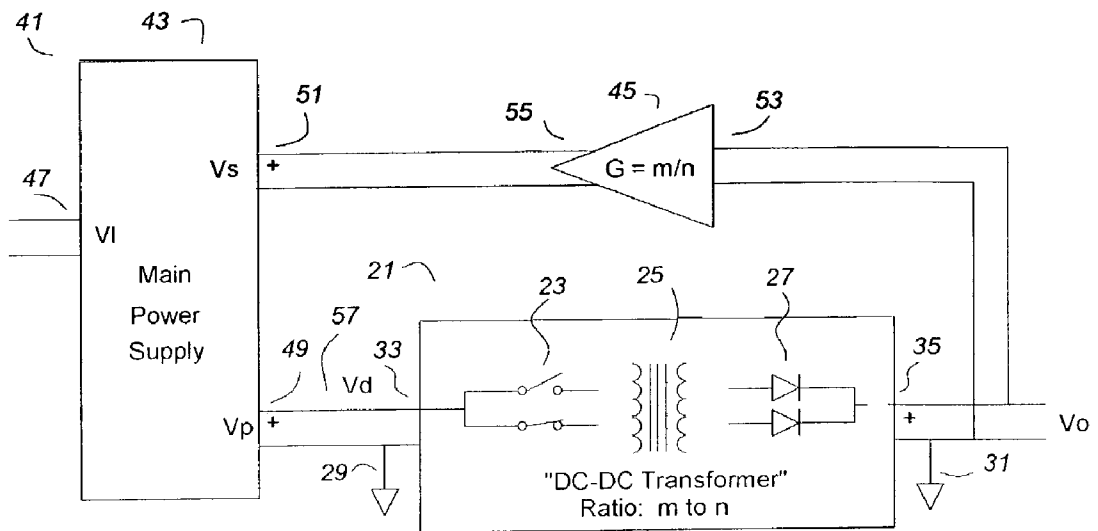 41
43
51
55
45
53
Vs
+
G = m/n
47
VI
21
Main
Power
Supply
23
25
27
57
49
33
35
Vd
Vp
+
+
Vo
29
31
"DC-DC Transformer"
Ratio: m to n